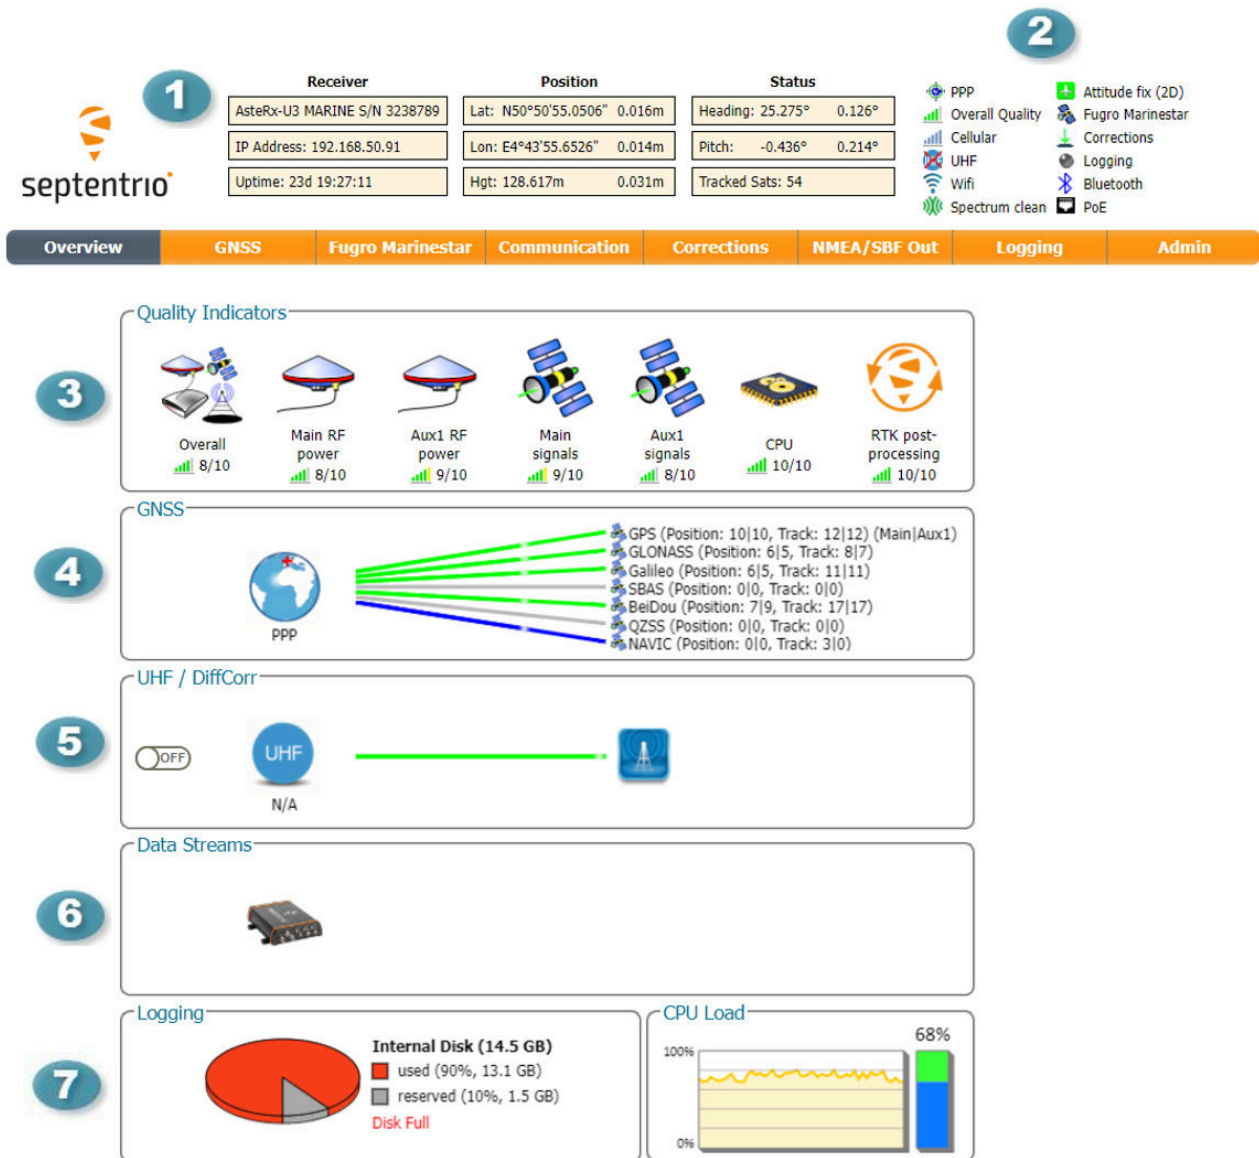 2
1
Receiver
Position
Status
AsteRx-U3 MARINE S/N 3238789
Lat: N50°50'55.0506" 0.016m
Heading: 25.275° 0.126°
IP Address: 192.168.50.91
Lon: E4°43'55.6526" 0.014m
Pitch: -0.436° 0.214°
Uptime: 23d 19:27:11
Hgt: 128.617m 0.031m
Tracked Sats: 54
PPP
Attitude fix (2D)
Overall Quality
Fugro Marinestar
Cellular
Corrections
UHF
Logging
Wifi
Bluetooth
Spectrum clean
PoE
septentrio
Overview GNSS Fugro Marinestar Communication Corrections NMEA/SBF Out Logging Admin
3
Quality Indicators
Overall
8/10
Main RF
power
8/10
Aux1 RF
power
9/10
Main
signals
9/10
Aux1
signals
8/10
CPU
10/10
RTK post-
processing
10/10
4
GNSS
PPP
GPS (Position: 10|10, Track: 12|12) (Main|Aux1)
GLONASS (Position: 6|5, Track: 8|7)
Galileo (Position: 6|5, Track: 11|11)
SBAS (Position: 0|0, Track: 0|0)
BeiDou (Position: 7|9, Track: 17|17)
QZSS (Position: 0|0, Track: 0|0)
NAVIC (Position: 0|0, Track: 3|0)
5
UHF / DiffCorr
OFF
UHF
N/A
6
Data Streams
7
Logging
Internal Disk (14.5 GB)
used (90%, 13.1 GB)
reserved (10%, 1.5 GB)
Disk Full
CPU Load
68%
100%
0%